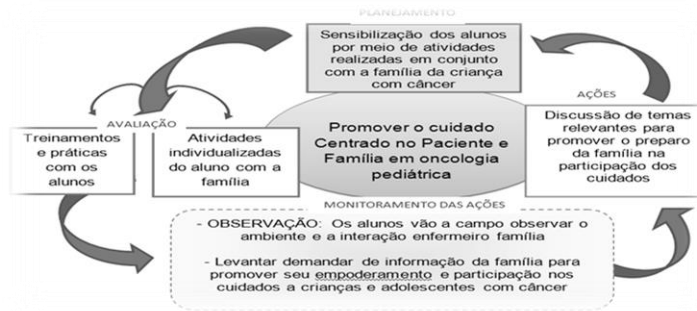 PLANEJAMENTO
Sensibilização dos alunos
por meio de atividades
realizadas em conjunto
com a família da criança
com câncer
AVALIAÇÃO
Treinamentos
e práticas
com os
alunos
Atividades
individualizadas
do aluno com a
família
Promover o cuidado
Centrado no Paciente e
Família em oncologia
pediátrica
AÇÕES
Discussão de temas
relevantes para
promover o preparo
da família na
participação dos
cuidados
MONITORAMENTO DAS AÇÕES
- OBSERVAÇÃO: Os alunos vão a campo observar o
ambiente e a interação enfermeiro família
- Levantar demandar de informação da família para
promover seu empoderamento e participação nos
cuidados a crianças e adolescentes com câncer